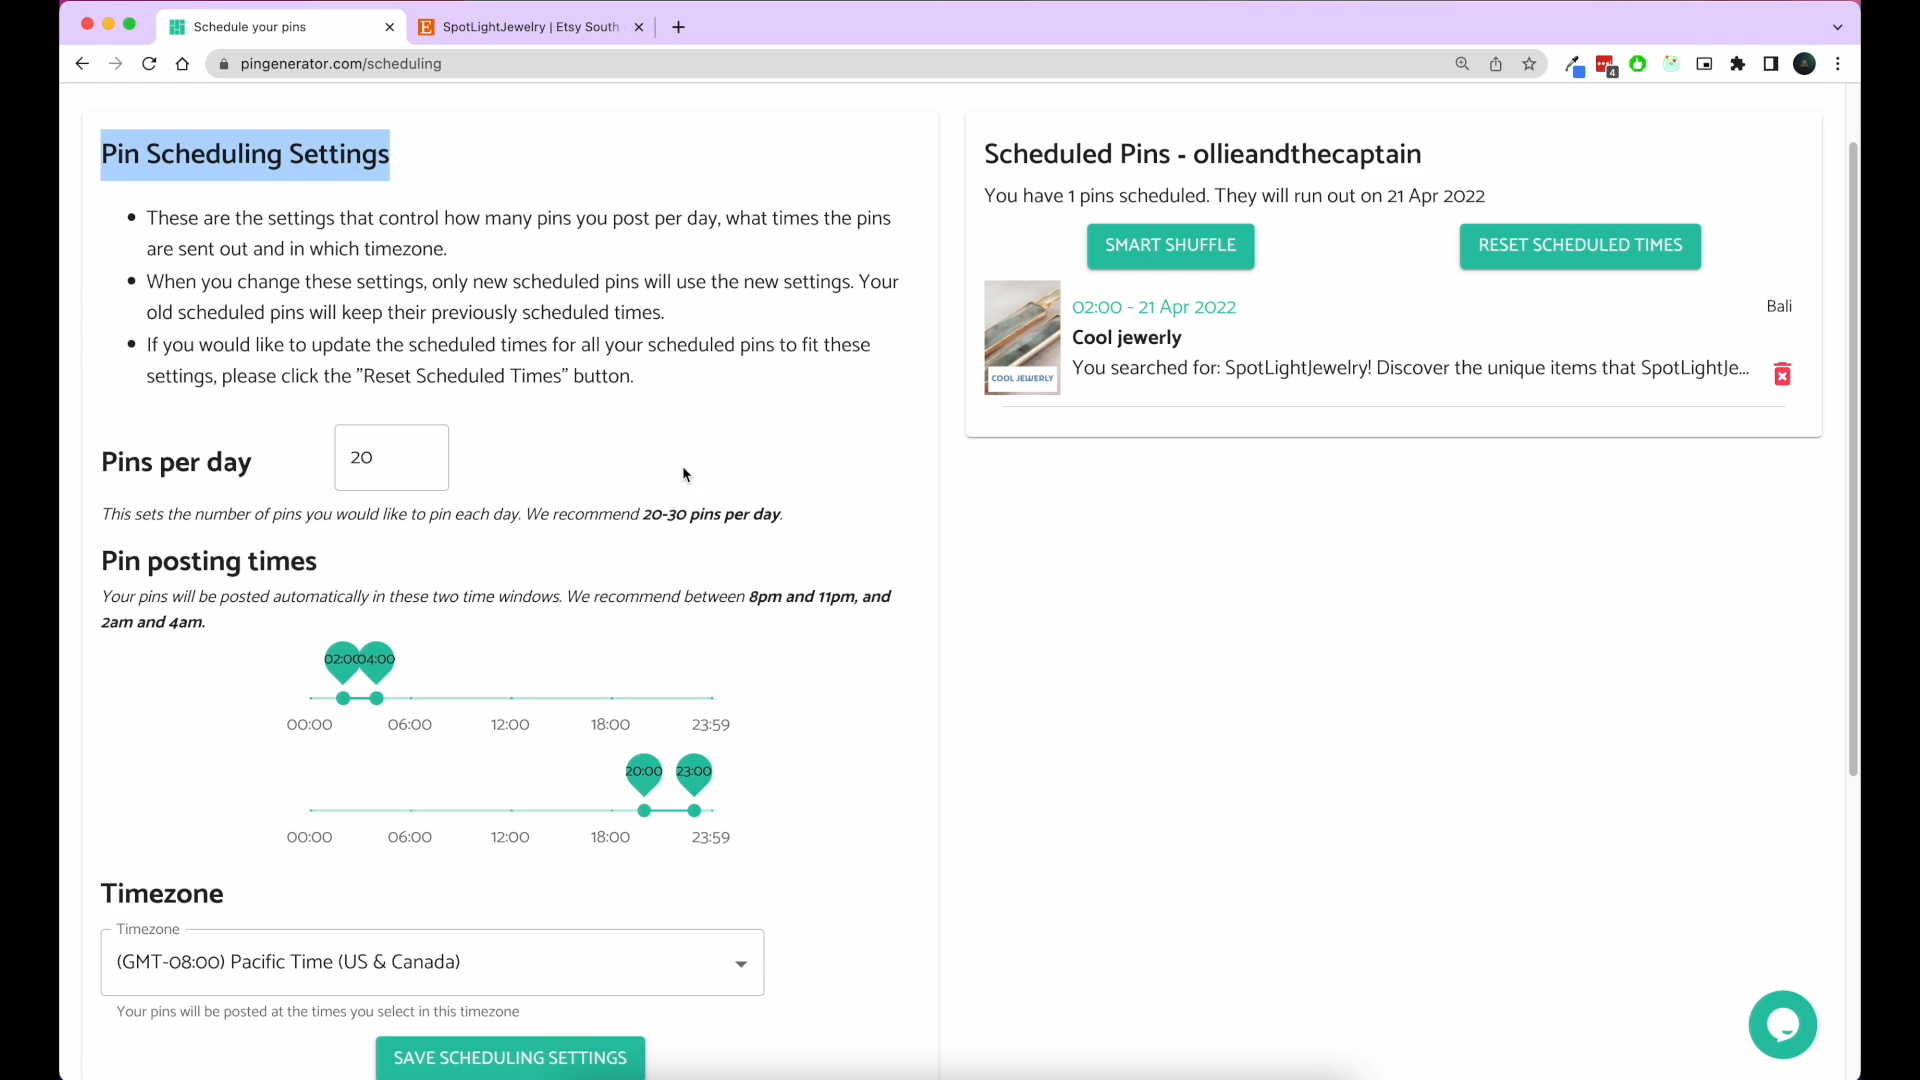 Schedule your pins
SpotLightJewelry | Etsy South
pingenerator.com/scheduling
4
Pin Scheduling Settings
These are the settings that control how many pins you post per day, what times the pins
are sent out and in which timezone.
When you change these settings, only new scheduled pins will use the new settings. Your
old scheduled pins will keep their previously scheduled times.
If you would like to update the scheduled times for all your scheduled pins to fit these
settings, please click the "Reset Scheduled Times" button.
Pins per day
20
This sets the number of pins you would like to pin each day. We recommend 20-30 pins per day.
Pin posting times
Your pins will be posted automatically in these two time windows. We recommend between 8pm and 11pm, and
2am and 4am.
02:00 04:00
00:00 06:00 12:00 18:00 23:59
20:00 23:00
00:00 06:00 12:00 18:00 23:59
Timezone
Timezone
(GMT-08:00) Pacific Time (US & Canada)
Your pins will be posted at the times you select in this timezone
SAVE SCHEDULING SETTINGS
Scheduled Pins - ollieandthecaptain
You have 1 pins scheduled. They will run out on 21 Apr 2022
SMART SHUFFLE
RESET SCHEDULED TIMES
COOL JEWERLY
02:00 - 21 Apr 2022
Bali
Cool jewerly
You searched for: SpotLightJewelry! Discover the unique items that SpotLightJe...